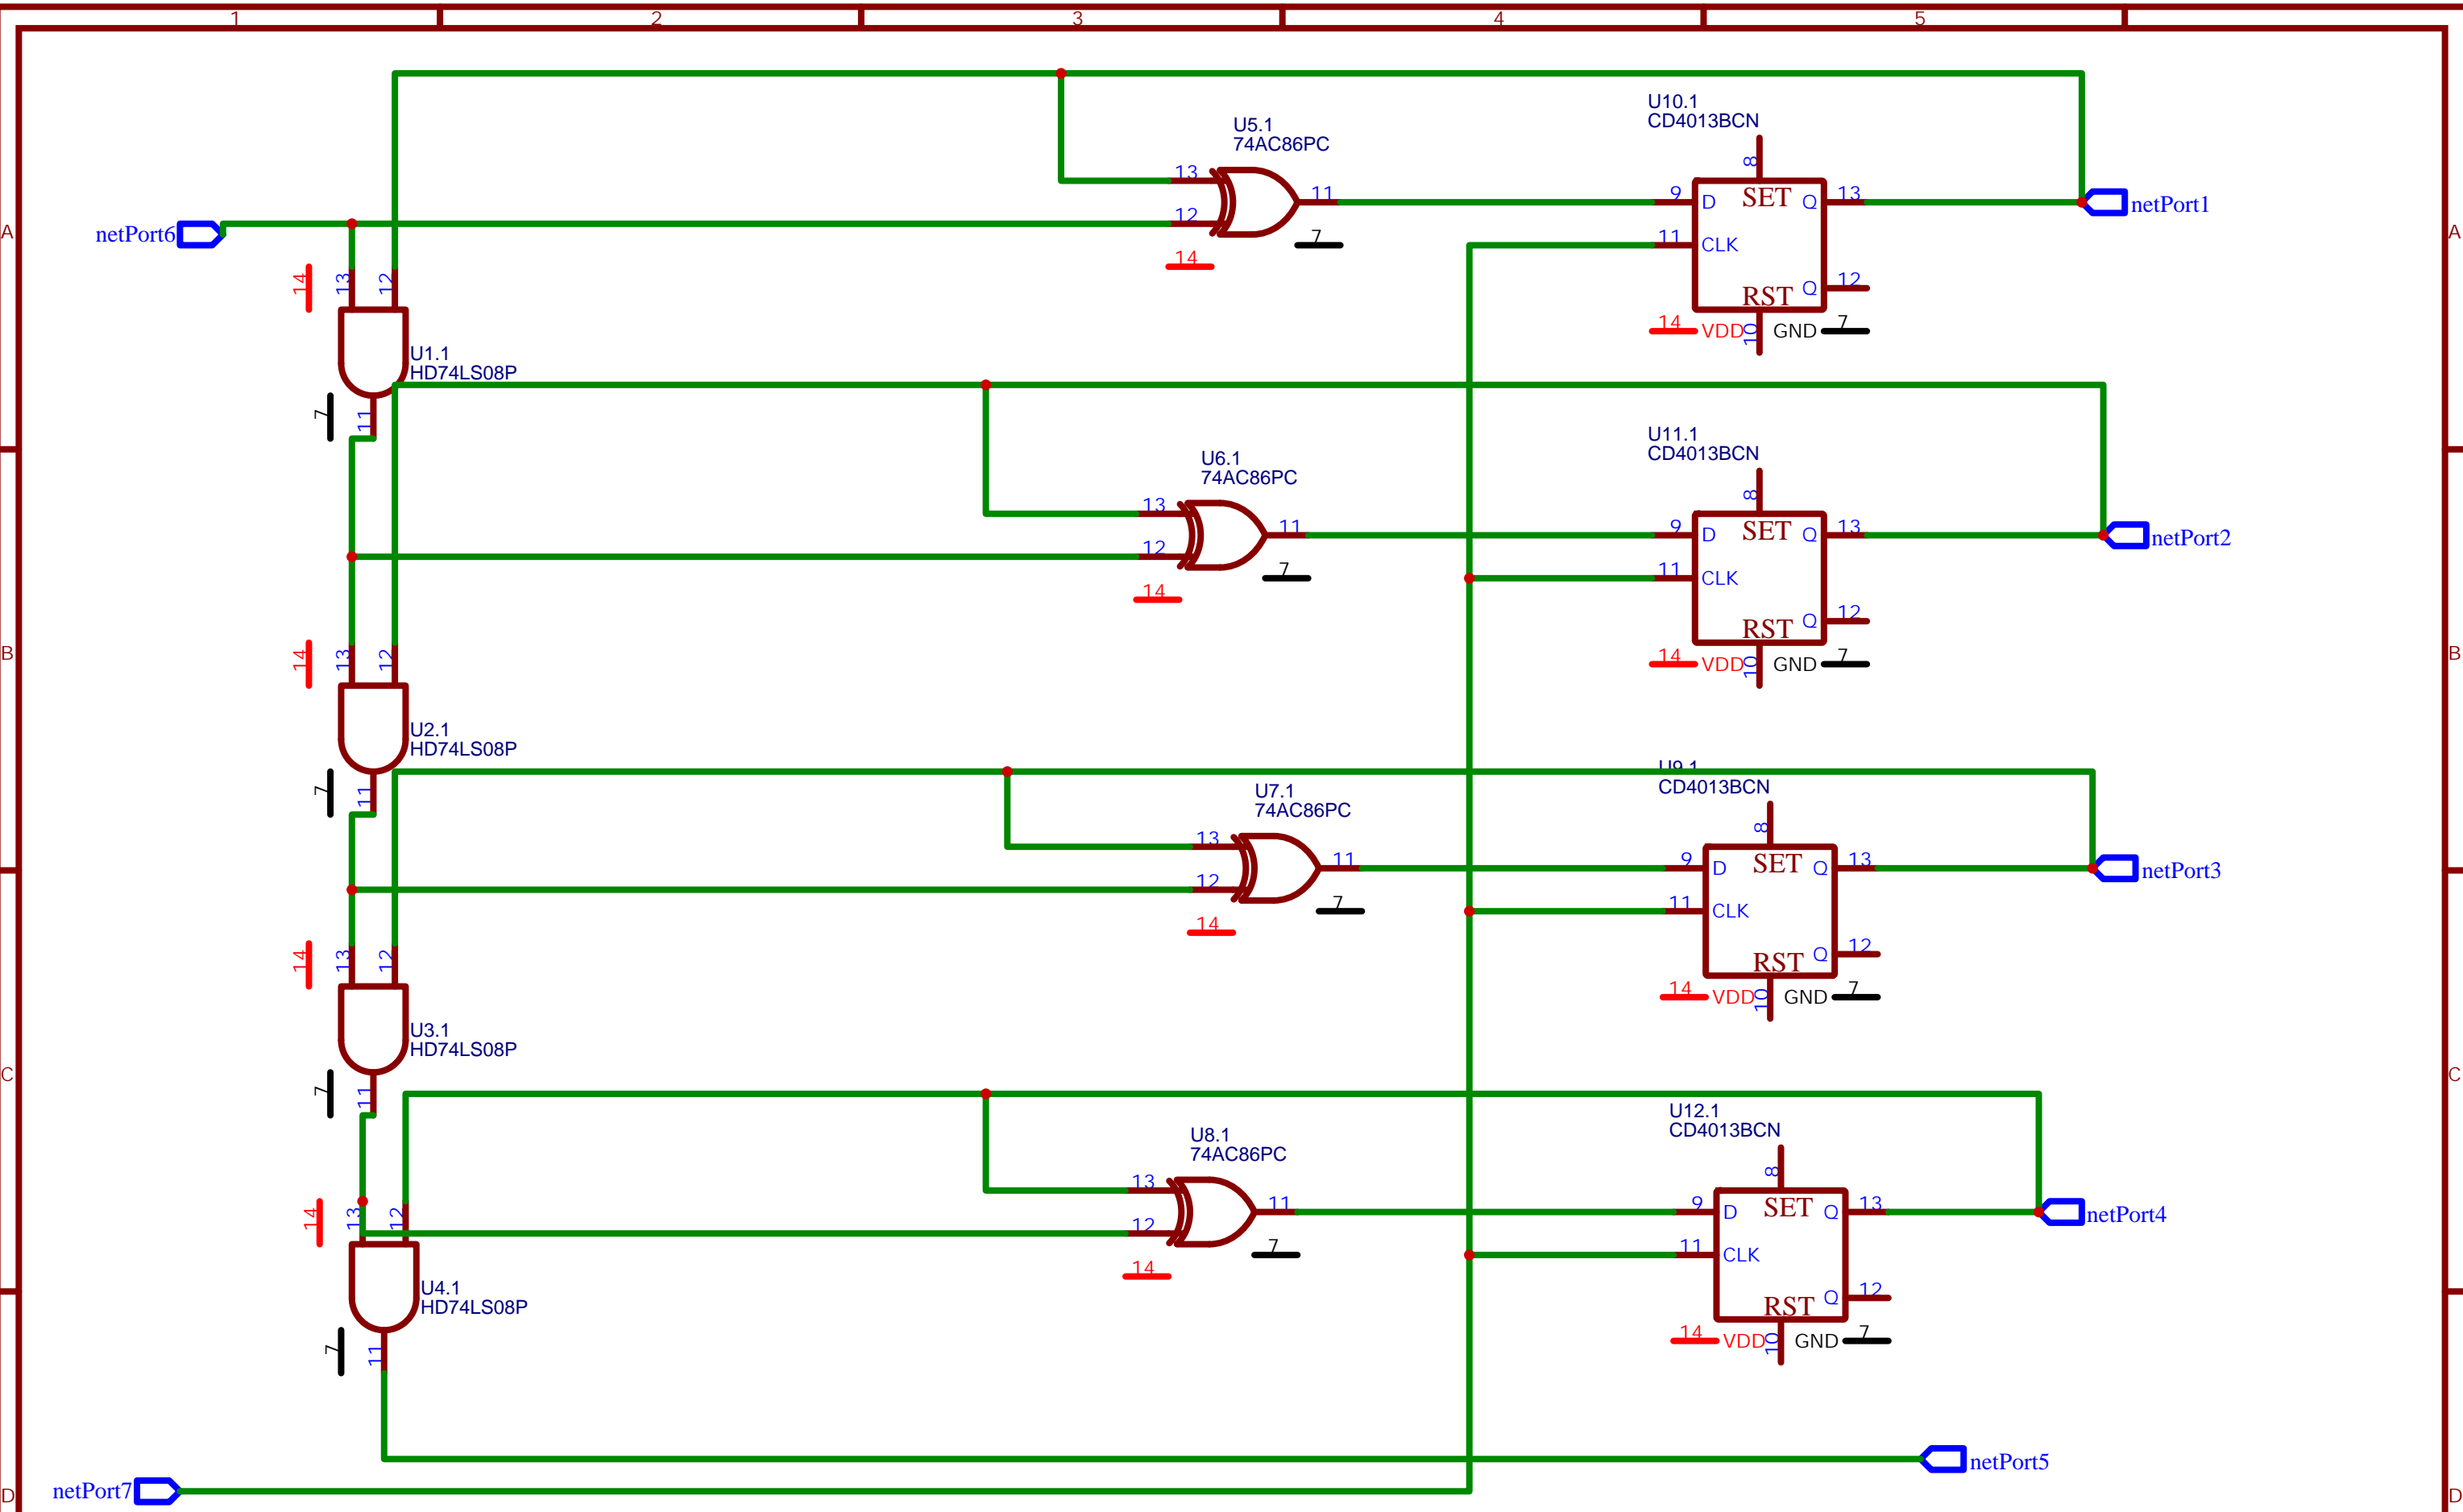 1 2 3 4 5
U10.1
CD4013BCN
U5.1
74AC86PC
8
13 11 9 D SET Q 13 netPort1
A netPort6 12 7 11 CLK A
14 13 12 14 RST Q 12
14 VDD 10 GND 7
U1.1
HD74LS08P
7 11
U11.1
CD4013BCN
U6.1
74AC86PC
8
13 11 9 D SET Q 13 netPort2
12 7 11 CLK
14 RST Q 12
B 14 13 12 14 VDD 10 GND 7 B
U2.1
HD74LS08P
7 11
U9.1
CD4013BCN
U7.1
74AC86PC
8
13 11 9 D SET Q 13 netPort3
12 7 11 CLK
14 RST Q 12
14 13 12 14 VDD 10 GND 7
U3.1
HD74LS08P
C 7 11 C
U12.1
CD4013BCN
U8.1
74AC86PC
8
13 11 9 D SET Q 13 netPort4
14 13 12 12 7 11 CLK
14 RST Q 12
U4.1
HD74LS08P
7 11 14 VDD 10 GND 7
netPort5
D netPort7 D